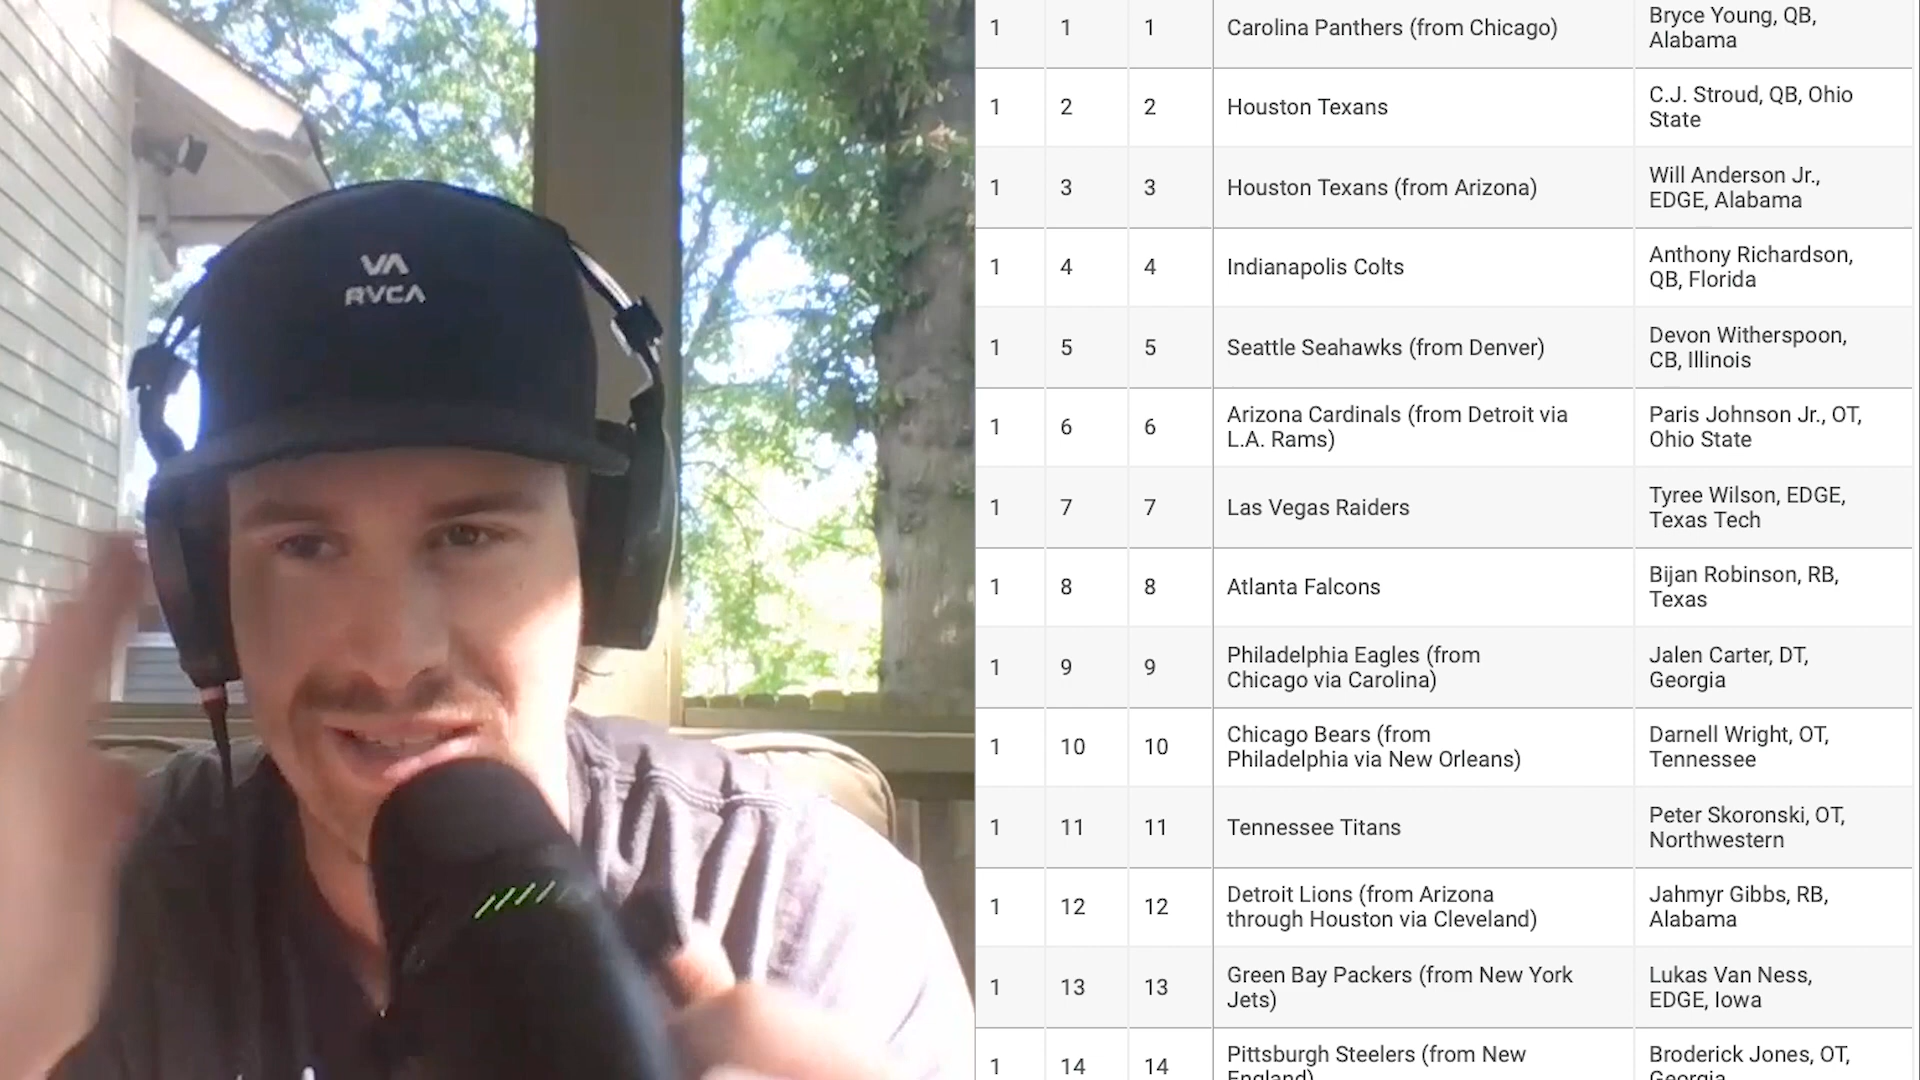 VA
RVCA
1 1 1 Carolina Panthers (from Chicago) Bryce Young, QB,
Alabama
1 2 2 Houston Texans C.J. Stroud, QB, Ohio
State
1 3 3 Houston Texans (from Arizona) Will Anderson Jr.,
EDGE, Alabama
1 4 4 Indianapolis Colts Anthony Richardson,
QB, Florida
1 5 5 Seattle Seahawks (from Denver) Devon Witherspoon,
CB, Illinois
1 6 6 Arizona Cardinals (from Detroit via Paris Johnson Jr., OT,
L.A. Rams) Ohio State
1 7 7 Las Vegas Raiders Tyree Wilson, EDGE,
Texas Tech
1 8 8 Atlanta Falcons Bijan Robinson, RB,
Texas
1 9 9 Philadelphia Eagles (from Jalen Carter, DT,
Chicago via Carolina) Georgia
1 10 10 Chicago Bears (from Darnell Wright, OT,
Philadelphia via New Orleans) Tennessee
1 11 11 Tennessee Titans Peter Skoronski, OT,
Northwestern
1 12 12 Detroit Lions (from Arizona Jahmyr Gibbs, RB,
through Houston via Cleveland) Alabama
1 13 13 Green Bay Packers (from New York Lukas Van Ness,
Jets) EDGE, Iowa
1 14 14 Pittsburgh Steelers (from New Broderick Jones, OT,
England) Georgia